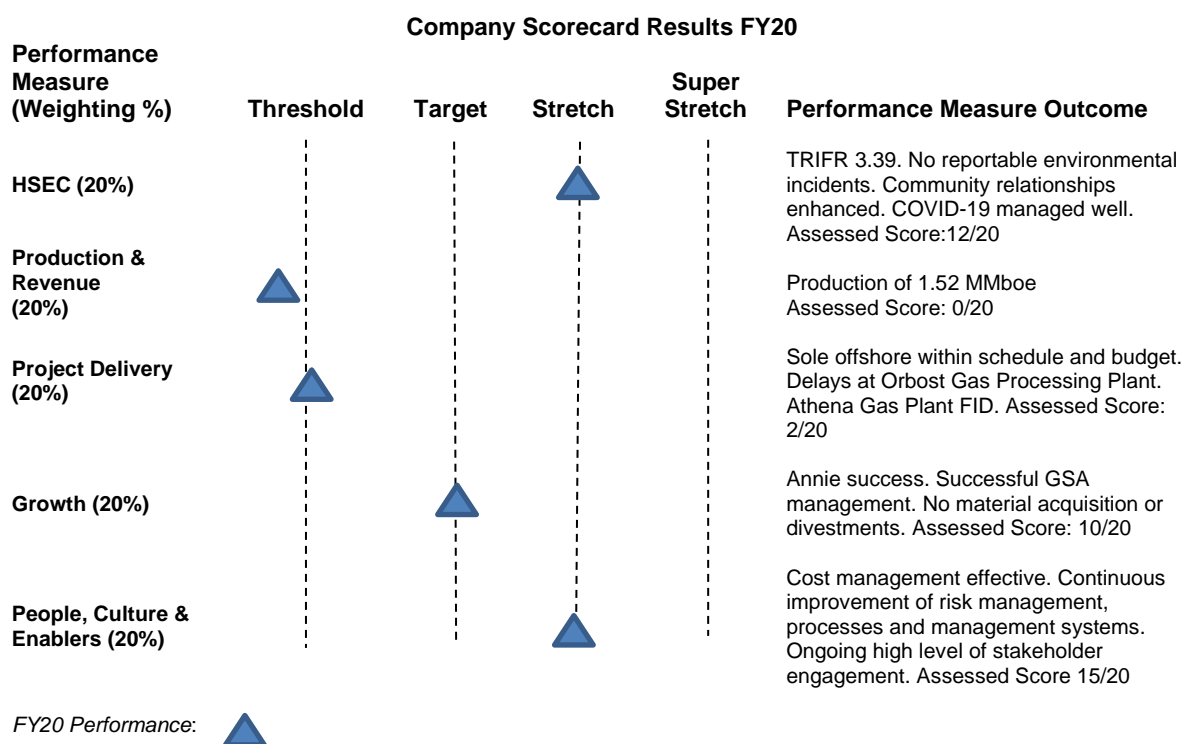 Company Scorecard Results FY20
Performance
Measure
(Weighting %)
Threshold
Target
Stretch
Super
Stretch
Performance Measure Outcome
HSEC (20%)
TRIFR 3.39. No reportable environmental
incidents. Community relationships
enhanced. COVID-19 managed well.
Assessed Score:12/20
Production &
Revenue
(20%)
Production of 1.52 MMboe
Assessed Score: 0/20
Project Delivery
(20%)
Sole offshore within schedule and budget.
Delays at Orbost Gas Processing Plant.
Athena Gas Plant FID. Assessed Score:
2/20
Growth (20%)
Annie success. Successful GSA
management. No material acquisition or
divestments. Assessed Score: 10/20
People, Culture &
Enablers (20%)
Cost management effective. Continuous
improvement of risk management,
processes and management systems.
Ongoing high level of stakeholder
engagement. Assessed Score 15/20
FY20 Performance: